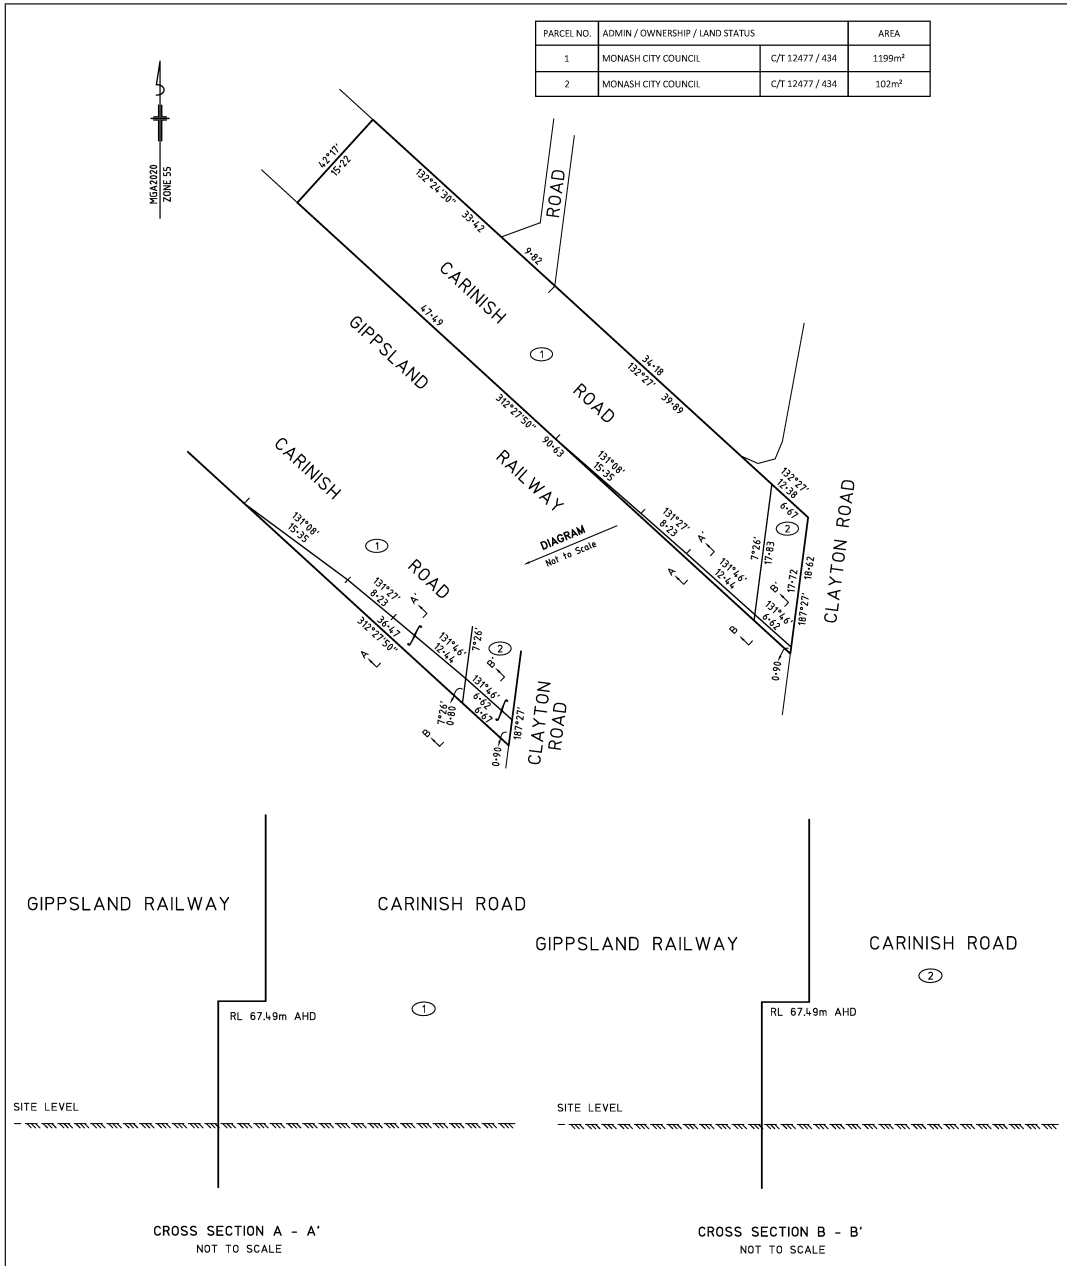 PARCEL NO. ADMIN / OWNERSHIP / LAND STATUS AREA
1 MONASH CITY COUNCIL C/T 12477 / 434 1199m²
2 MONASH CITY COUNCIL C/T 12477 / 434 102m²
MGA2020
ZONE 55
42°17'
15·22
132°24'30"
33·42
ROAD
9·82
CARINISH
47·49
GIPPSLAND
1
34·18
132°27'
39·89
ROAD
312°27'50"
90·63
RAILWAY
131°08'
15·35
131°27'
8·23
A'
A
131°46'
12·44
132°27'
12·38
6·67
2
7°26'
17·83
17·72
18·62
187°27'
CLAYTON ROAD
B'
131°46'
6·62
B
0·90
DIAGRAM
Not to Scale
CARINISH
131°08'
15·35
1
ROAD
131°27'
8·23
A'
36·47
312°27'50"
A
131°46'
12·44
7°26'
2
B'
131°46'
6·62
6·67
7°26'
0·80
B
187°27'
0·90
CLAYTON
ROAD
GIPPSLAND RAILWAY
CARINISH ROAD
1
RL 67.49m AHD
SITE LEVEL
CROSS SECTION A - A'
NOT TO SCALE
GIPPSLAND RAILWAY
CARINISH ROAD
2
RL 67.49m AHD
SITE LEVEL
CROSS SECTION B - B'
NOT TO SCALE